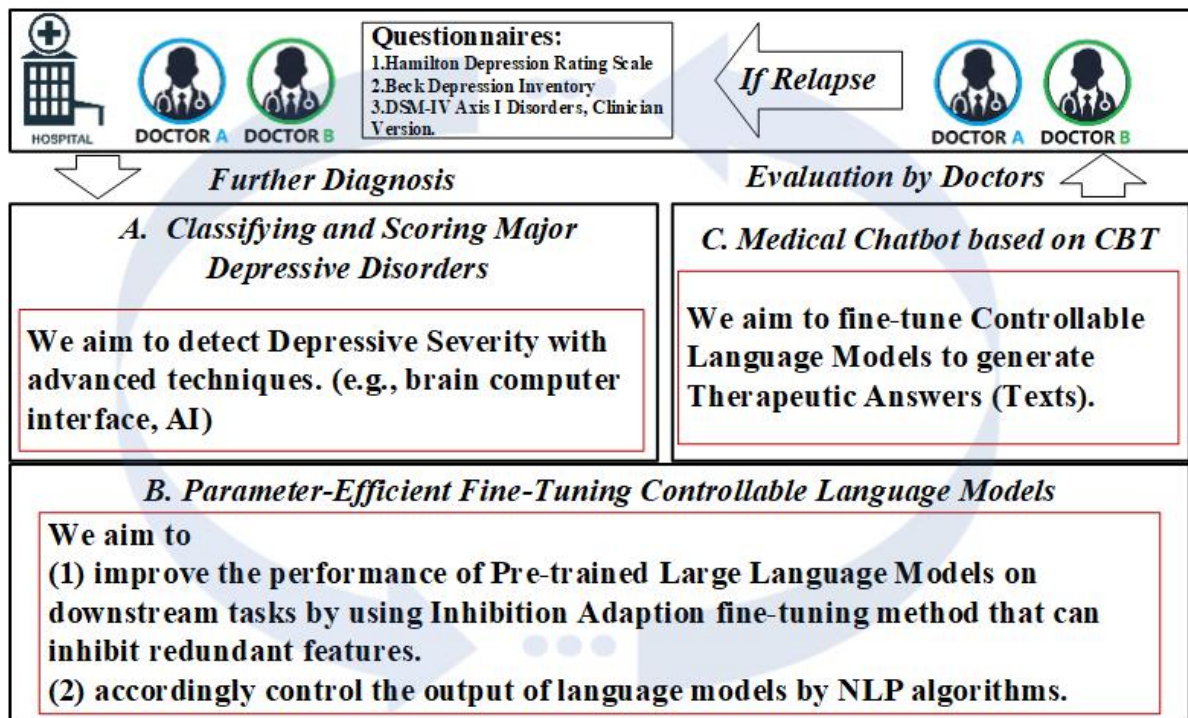 HOSPITAL
DOCTOR A
DOCTOR B
Questionnaires:
1.Hamilton Depression Rating Scale
2.Beck Depression Inventory
3.DSM-IV Axis I Disorders, Clinician
Version.
If Relapse
DOCTOR A
DOCTOR B
Further Diagnosis
Evaluation by Doctors
A. Classifying and Scoring Major
Depressive Disorders
We aim to detect Depressive Severity with
advanced techniques. (e.g., brain computer
interface, AI)
C. Medical Chatbot based on CBT
We aim to fine-tune Controllable
Language Models to generate
Therapeutic Answers (Texts).
B. Parameter-Efficient Fine-Tuning Controllable Language Models
We aim to
(1) improve the performance of Pre-trained Large Language Models on
downstream tasks by using Inhibition Adaption fine-tuning method that can
inhibit redundant features.
(2) accordingly control the output of language models by NLP algorithms.